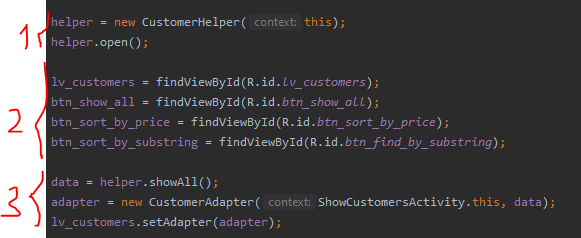 1 helper = new CustomerHelper( context: this);
helper.open();
lv_customers = findViewById(R.id.lv_customers);
btn_show_all = findViewById(R.id.btn_show_all);
2 btn_sort_by_price = findViewById(R.id.btn_sort_by_price);
btn_sort_by_substring = findViewById(R.id.btn_find_by_substring);
data = helper.showAll();
3 adapter = new CustomerAdapter( context: ShowCustomersActivity.this, data);
lv_customers.setAdapter(adapter);